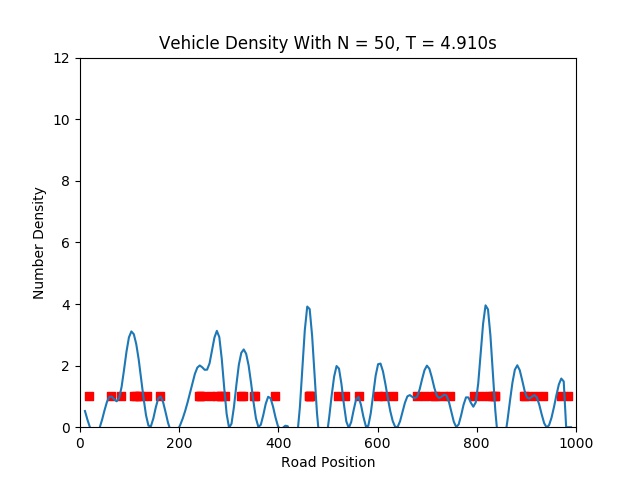 Vehicle Density With N = 50, T = 4.910s
12
10
8
6
4
2
0
Number Density
0 200 400 600 800 1000
Road Position